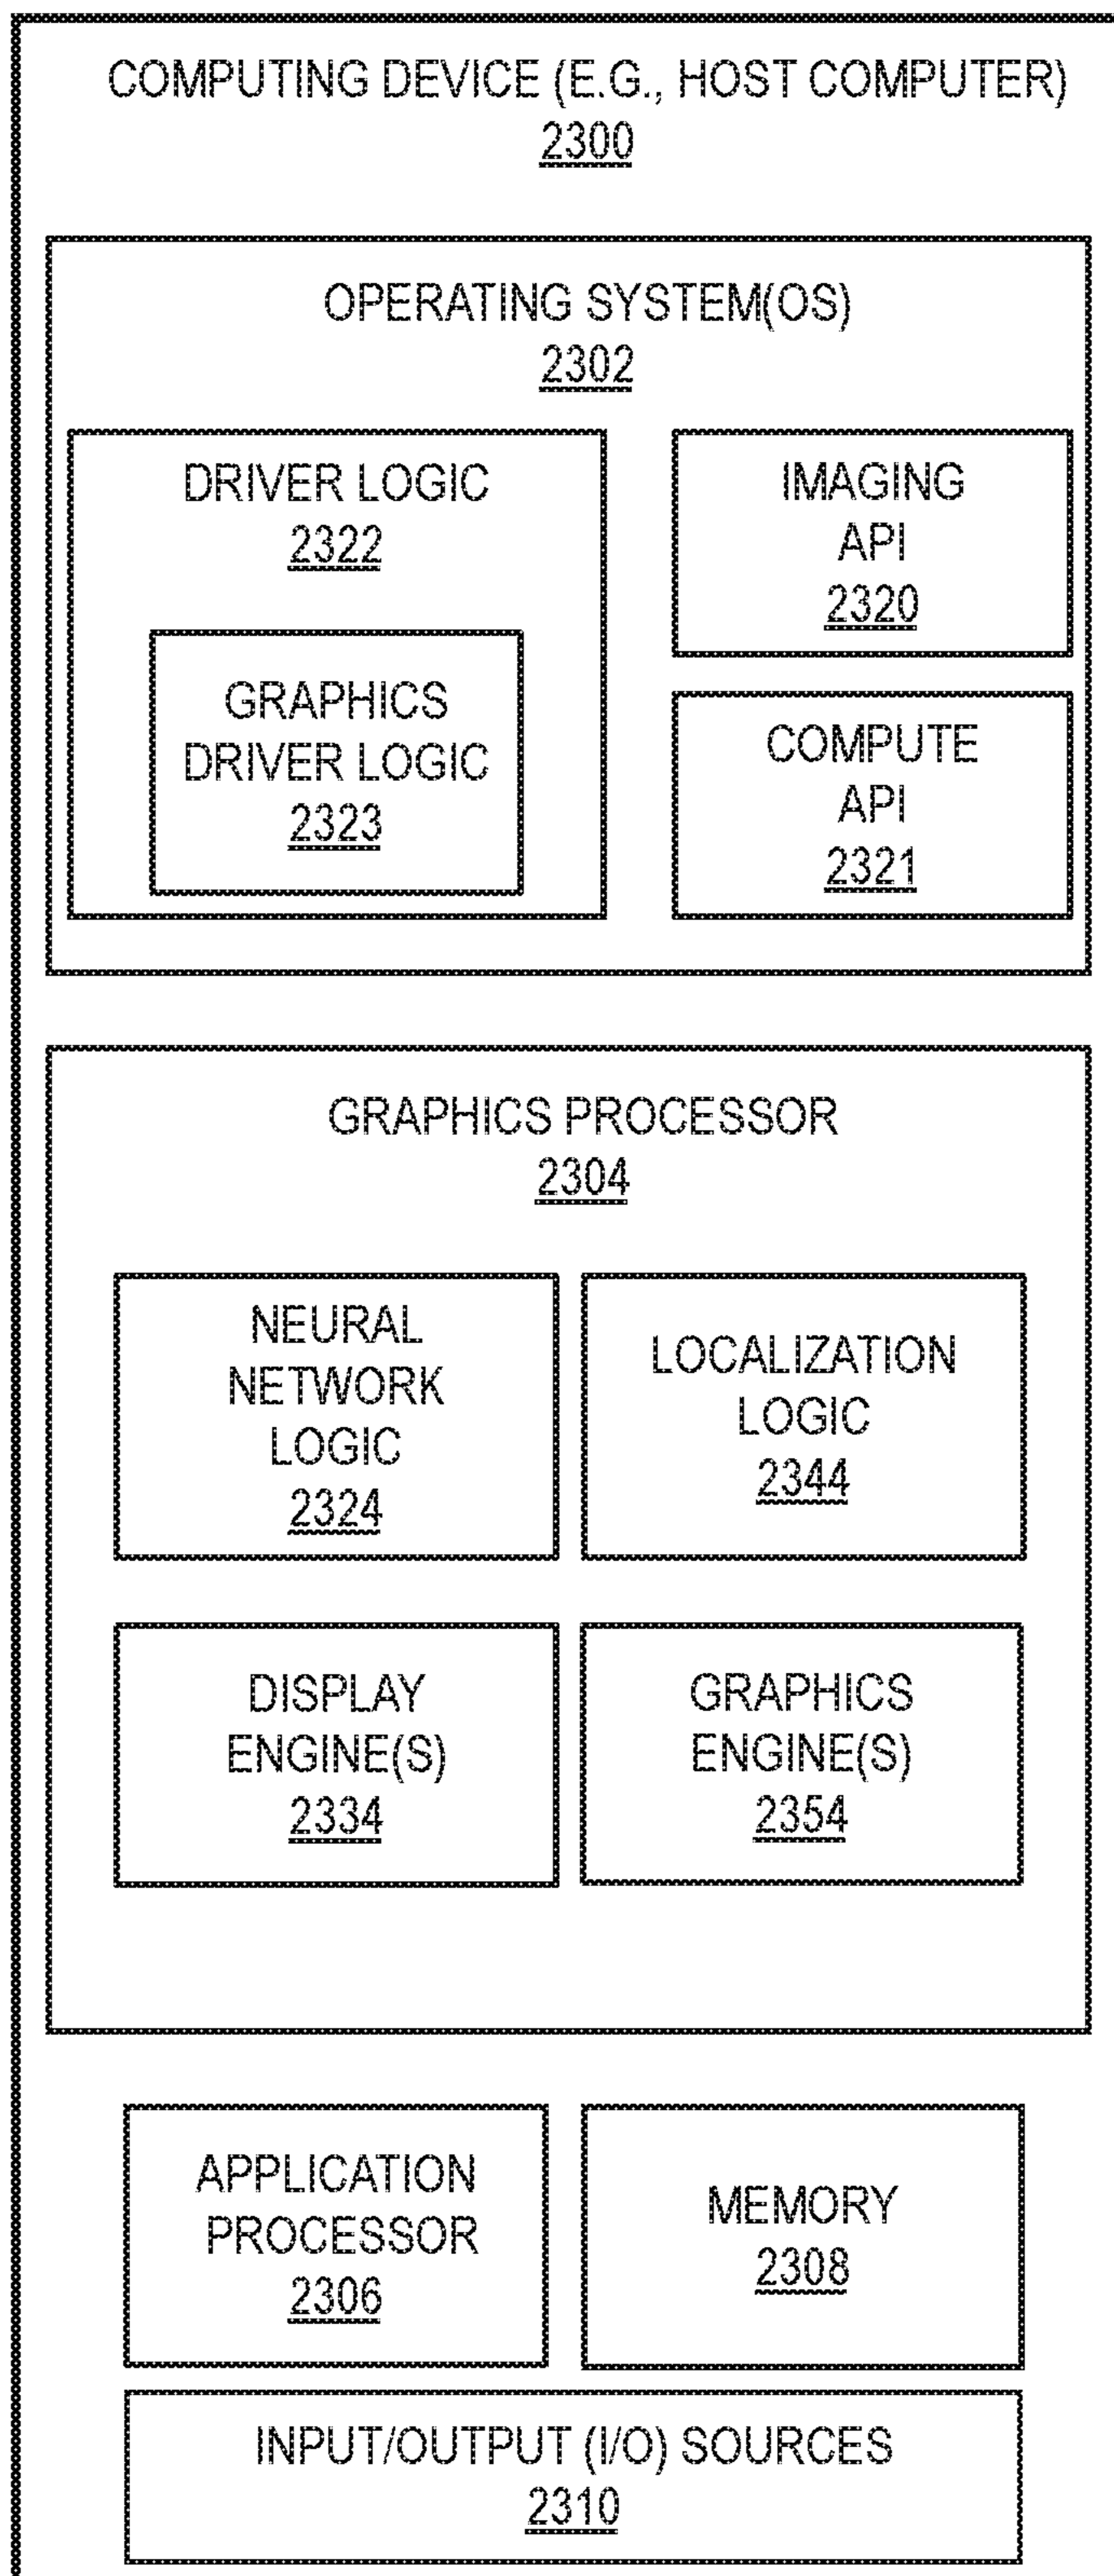 COMPUTING DEVICE (E.G., HOST COMPUTER)
2300
OPERATING SYSTEM(OS)
2302
DRIVER LOGIC
2322
GRAPHICS
DRIVER LOGIC
2323
IMAGING
API
2320
COMPUTE
API
2321
GRAPHICS PROCESSOR
2304
NEURAL
NETWORK
LOGIC
2324
LOCALIZATION
LOGIC
2344
DISPLAY
ENGINE(S)
2334
GRAPHICS
ENGINE(S)
2354
APPLICATION
PROCESSOR
2306
MEMORY
2308
INPUT/OUTPUT (I/O) SOURCES
2310